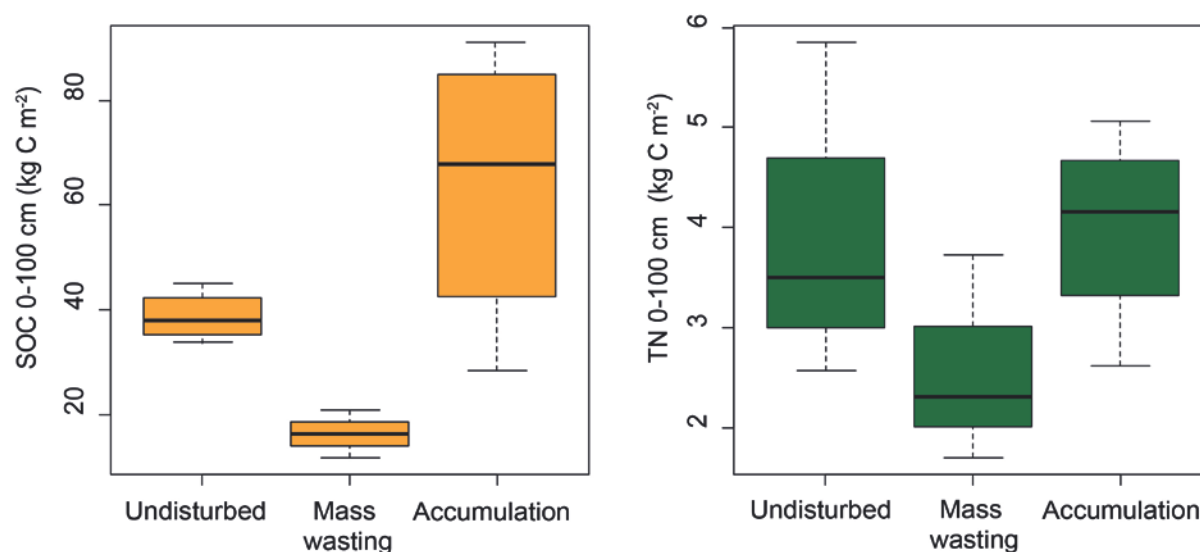 SOC 0-100 cm (kg C m⁻²)
80
60
40
20
Undisturbed
Mass
wasting
Accumulation
TN 0-100 cm (kg C m⁻²)
6
5
4
3
2
Undisturbed
Mass
wasting
Accumulation